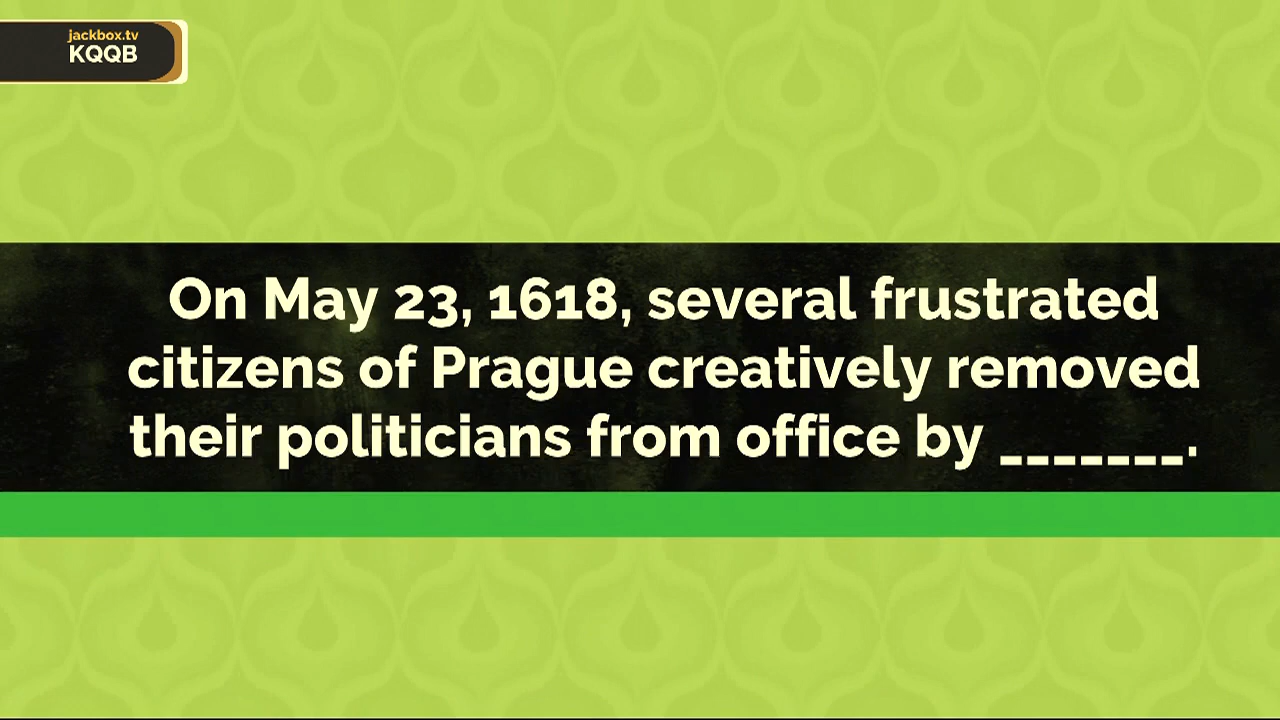 jackbox.tv
KQQB
On May 23, 1618, several frustrated
citizens of Prague creatively removed
their politicians from office by _______.